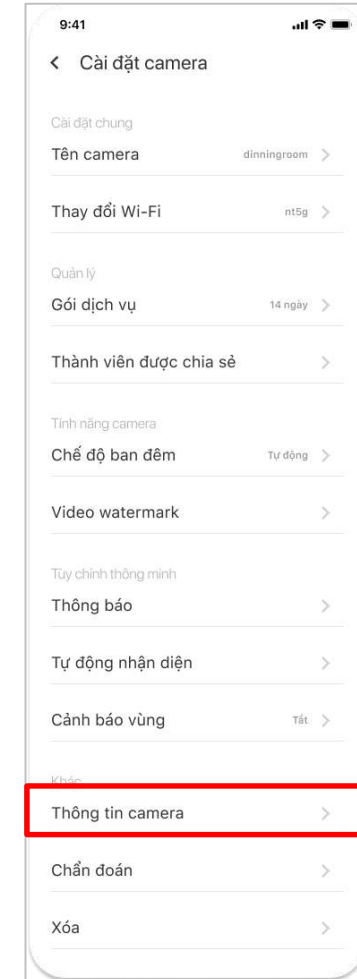 9:41
Cài đặt camera
Cài đặt chung
Tên camera dinningroom
Thay đổi Wi-Fi nt5g
Quản lý
Gói dịch vụ 14 ngày
Thành viên được chia sẻ
Tính năng camera
Chế độ ban đêm Tự động
Video watermark
Tùy chỉnh thông minh
Thông báo
Tự động nhận diện
Cảnh báo vùng Tắt
Khác
Thông tin camera
Chẩn đoán
Xóa